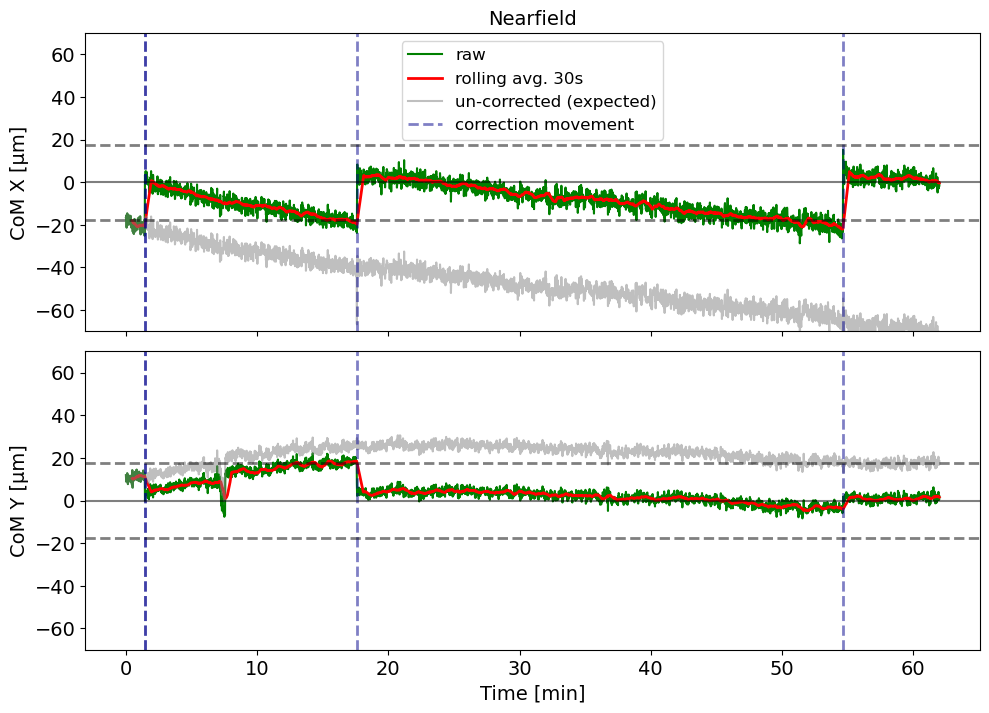 Nearfield
raw
rolling avg. 30s
un-corrected (expected)
correction movement
CoM X [µm]
60
40
20
0
−20
−40
−60
CoM Y [µm]
60
40
20
0
−20
−40
−60
0 10 20 30 40 50 60
Time [min]